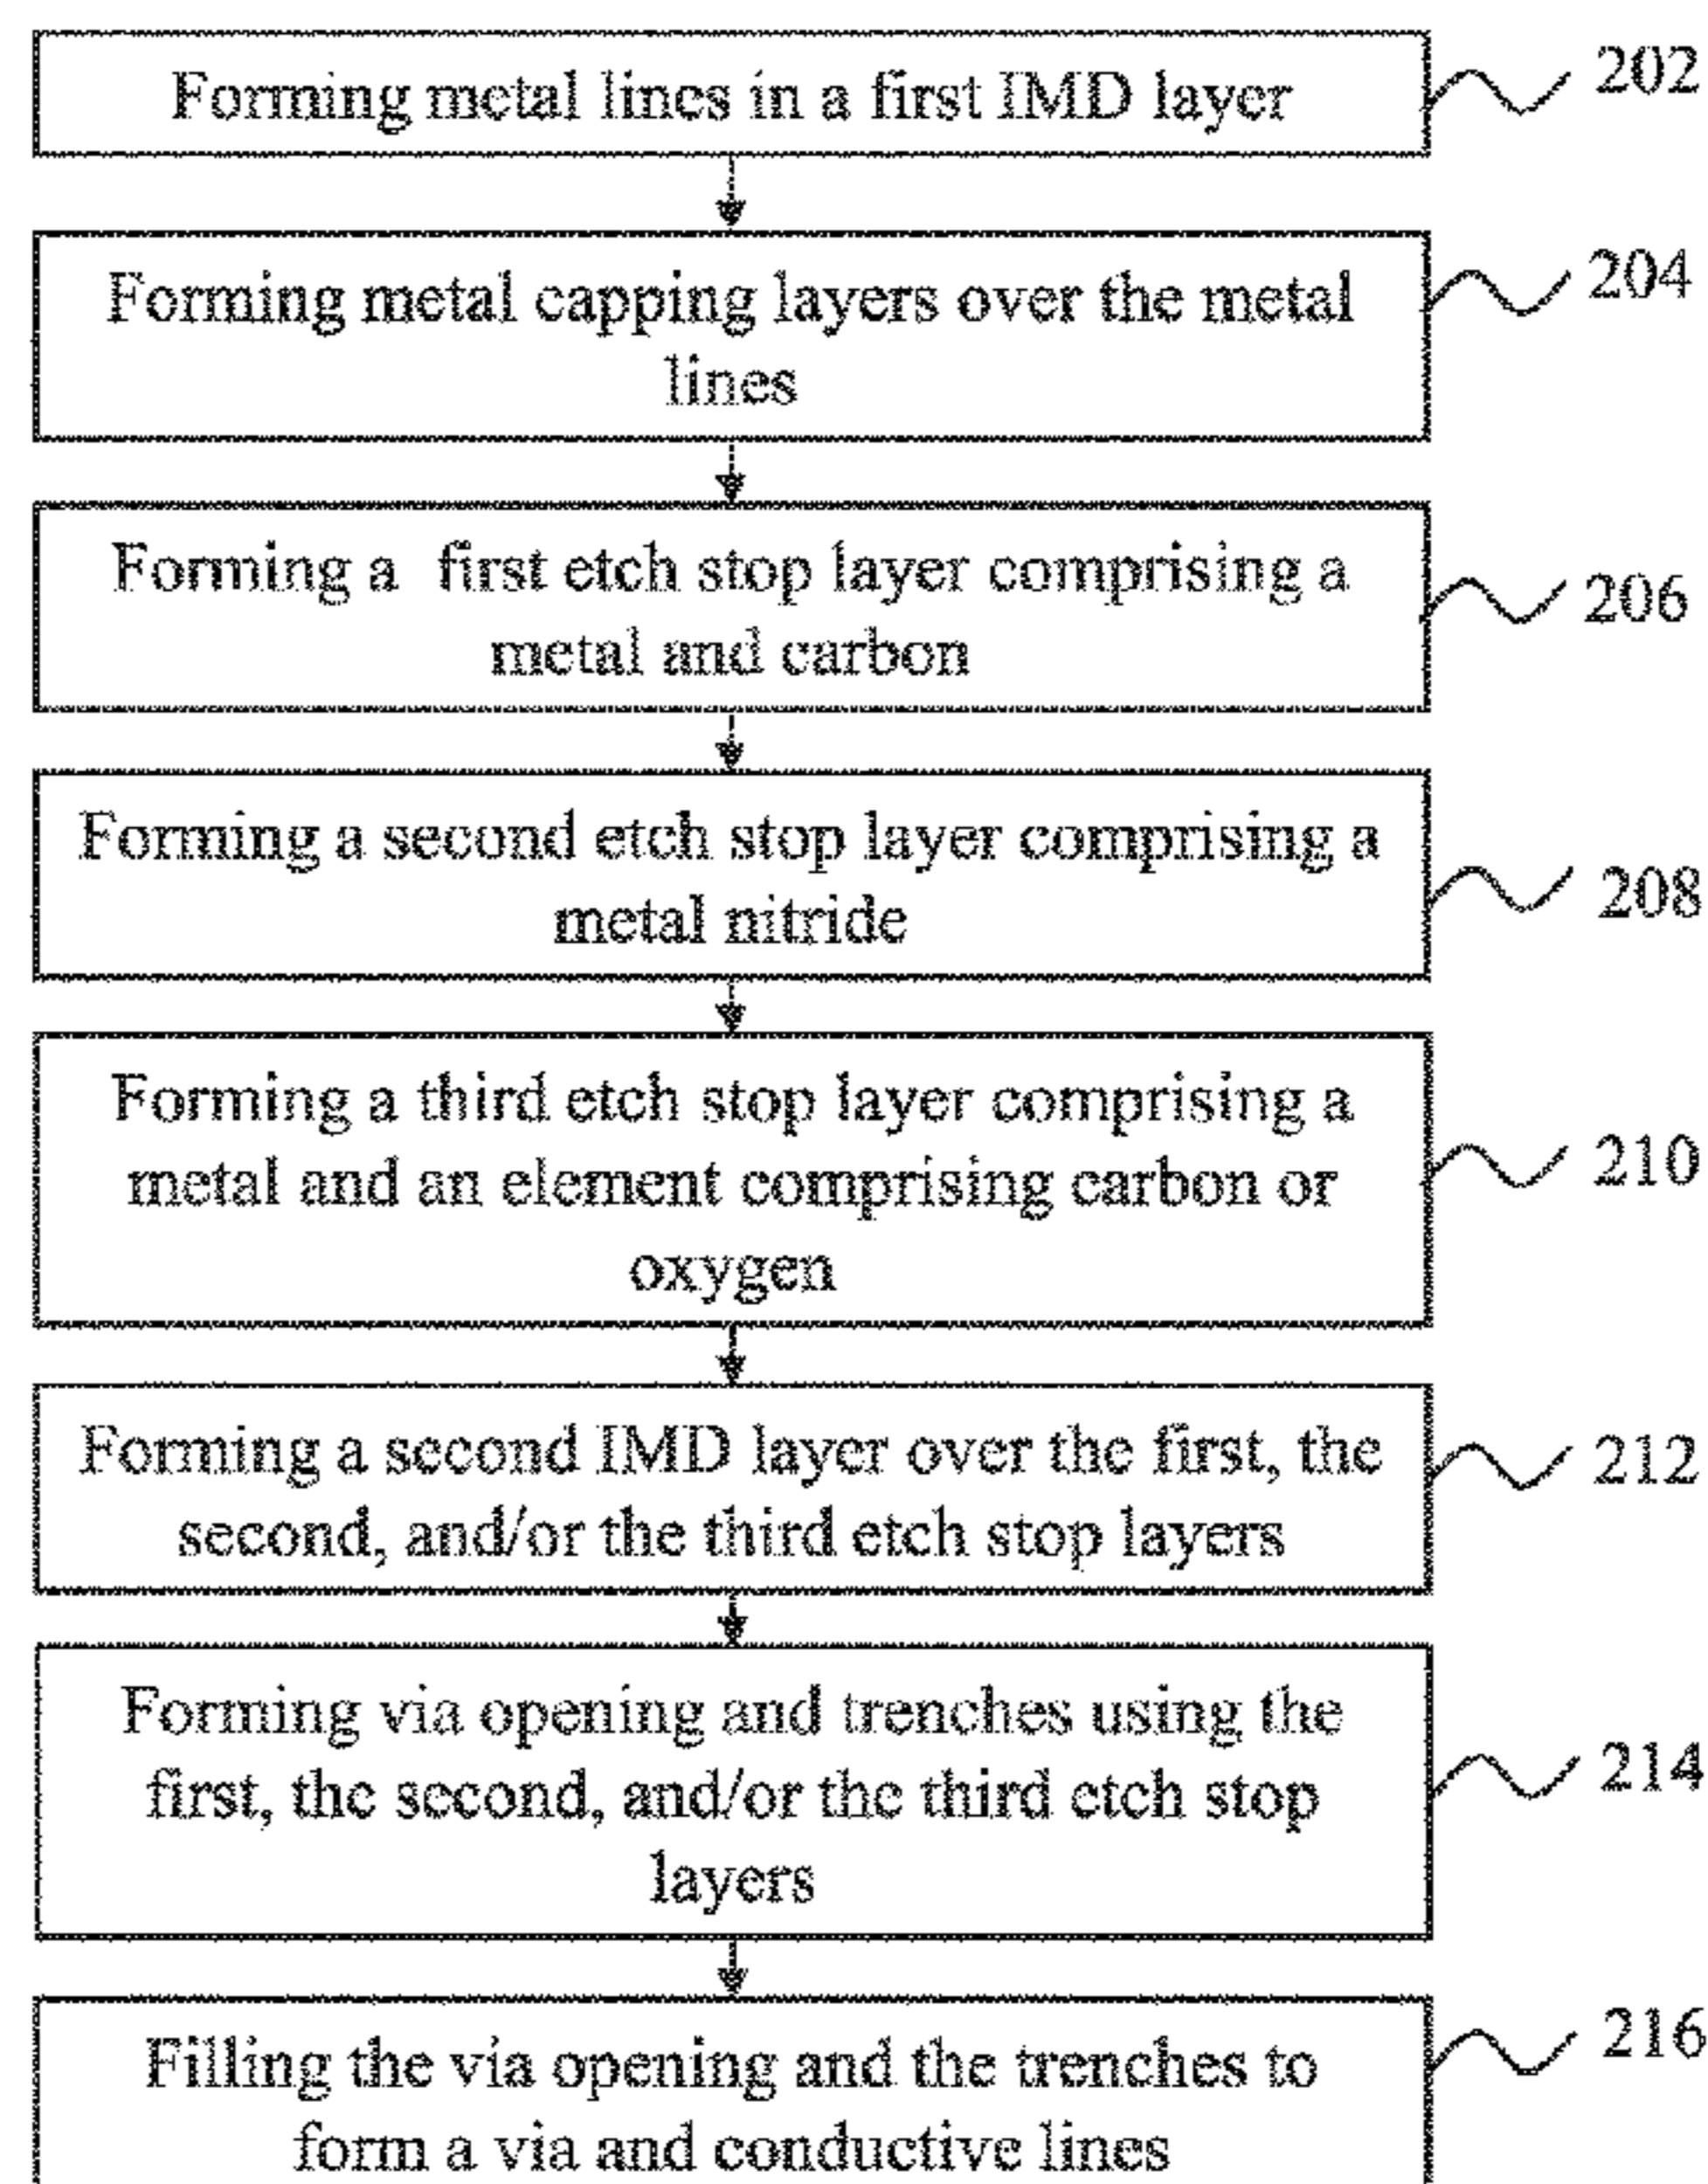 Forming metal lines in a first IMD layer
202
Forming metal capping layers over the metal
lines
204
Forming a first etch stop layer comprising a
metal and carbon
206
Forming a second etch stop layer comprising a
metal nitride
208
Forming a third etch stop layer comprising a
metal and an element comprising carbon or
oxygen
210
Forming a second IMD layer over the first, the
second, and/or the third etch stop layers
212
Forming via opening and trenches using the
first, the second, and/or the third etch stop
layers
214
Filling the via opening and the trenches to
form a via and conductive lines
216